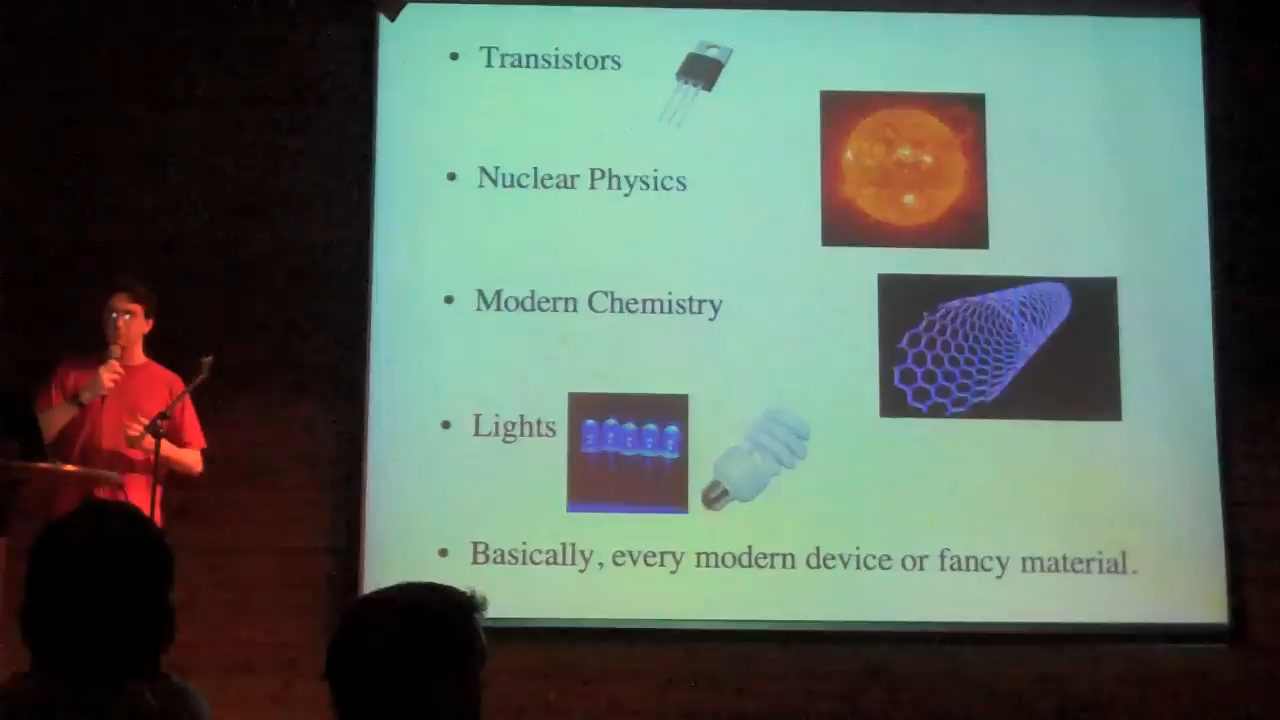 • Transistors
• Nuclear Physics
• Modern Chemistry
• Lights
• Basically, every modern device or fancy material.